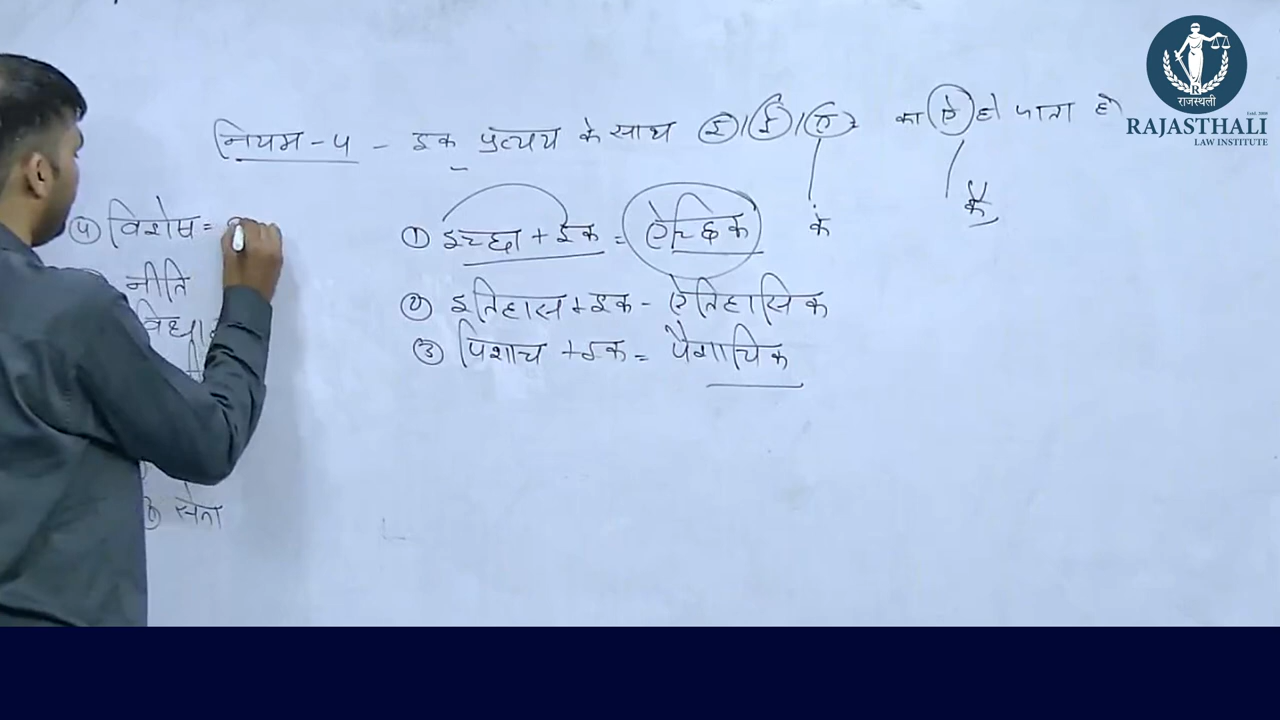 नियम-५ - इक प्रत्यय के साथ इ/ई/ए का ऐ हो जाता है
के कै
① इच्छा + इक = ऐच्छिक
② इतिहास + इक - ऐतिहासिक
③ पिशाच + इक = पैशाचिक
④ विशेष =
नीति
सेना
राजस्थली
RAJASTHALI
LAW INSTITUTE